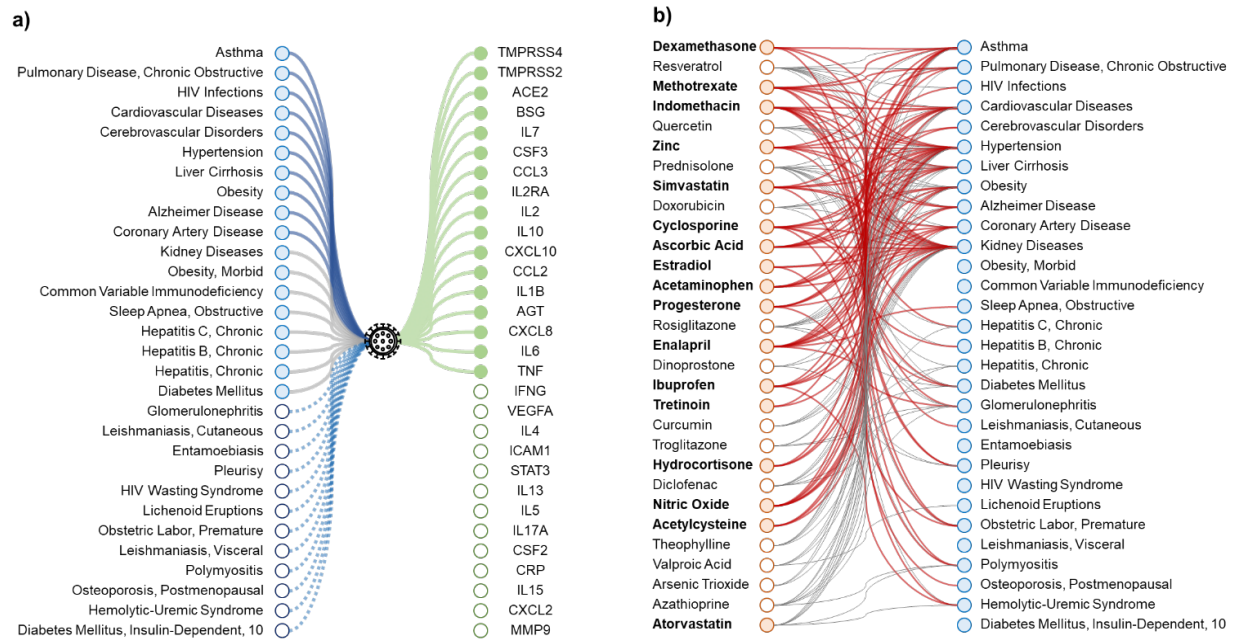 a)
Asthma
Pulmonary Disease, Chronic Obstructive
HIV Infections
Cardiovascular Diseases
Cerebrovascular Disorders
Hypertension
Liver Cirrhosis
Obesity
Alzheimer Disease
Coronary Artery Disease
Kidney Diseases
Obesity, Morbid
Common Variable Immunodeficiency
Sleep Apnea, Obstructive
Hepatitis C, Chronic
Hepatitis B, Chronic
Hepatitis, Chronic
Diabetes Mellitus
Glomerulonephritis
Leishmaniasis, Cutaneous
Entamoebiasis
Pleurisy
HIV Wasting Syndrome
Lichenoid Eruptions
Obstetric Labor, Premature
Leishmaniasis, Visceral
Polymyositis
Osteoporosis, Postmenopausal
Hemolytic-Uremic Syndrome
Diabetes Mellitus, Insulin-Dependent, 10
TMPRSS4
TMPRSS2
ACE2
BSG
IL7
CSF3
CCL3
IL2RA
IL2
IL10
CXCL10
CCL2
IL1B
AGT
CXCL8
IL6
TNF
IFNG
VEGFA
IL4
ICAM1
STAT3
IL13
IL5
IL17A
CSF2
CRP
IL15
CXCL2
MMP9
b)
Dexamethasone
Resveratrol
Methotrexate
Indomethacin
Quercetin
Zinc
Prednisolone
Simvastatin
Doxorubicin
Cyclosporine
Ascorbic Acid
Estradiol
Acetaminophen
Progesterone
Rosiglitazone
Enalapril
Dinoprostone
Ibuprofen
Tretinoin
Curcumin
Troglitazone
Hydrocortisone
Diclofenac
Nitric Oxide
Acetylcysteine
Theophylline
Valproic Acid
Arsenic Trioxide
Azathioprine
Atorvastatin
Asthma
Pulmonary Disease, Chronic Obstructive
HIV Infections
Cardiovascular Diseases
Cerebrovascular Diseases
Hypertension
Liver Cirrhosis
Obesity
Alzheimer Disease
Coronary Artery Disease
Kidney Diseases
Obesity, Morbid
Common Variable Immunodeficiency
Sleep Apnea, Obstructive
Hepatitis C, Chronic
Hepatitis B, Chronic
Hepatitis, Chronic
Diabetes Mellitus
Glomerulonephritis
Leishmaniasis, Cutaneous
Entamoebiasis
Pleurisy
HIV Wasting Syndrome
Lichenoid Eruptions
Obstetric Labor, Premature
Leishmaniasis, Visceral
Polymyositis
Osteoporosis, Postmenopausal
Hemolytic-Uremic Syndrome
Diabetes Mellitus, Insulin-Dependent, 10